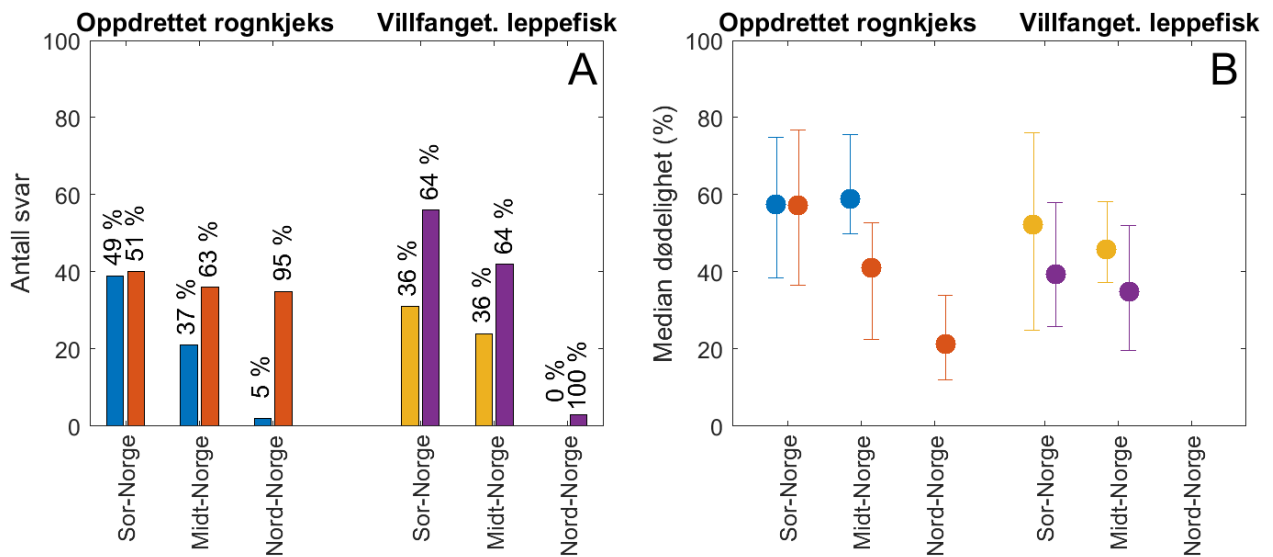 Oppdrettet rognkjeks
Villfanget. leppefisk
A
Antall svar
100
80
60
40
20
0
49 %
51 %
37 %
63 %
5 %
95 %
36 %
64 %
36 %
64 %
0 %
100 %
Sor-Norge
Midt-Norge
Nord-Norge
Sor-Norge
Midt-Norge
Nord-Norge
Oppdrettet rognkjeks
Villfanget. leppefisk
B
Median dødelighet (%)
100
80
60
40
20
0
Sor-Norge
Midt-Norge
Nord-Norge
Sor-Norge
Midt-Norge
Nord-Norge